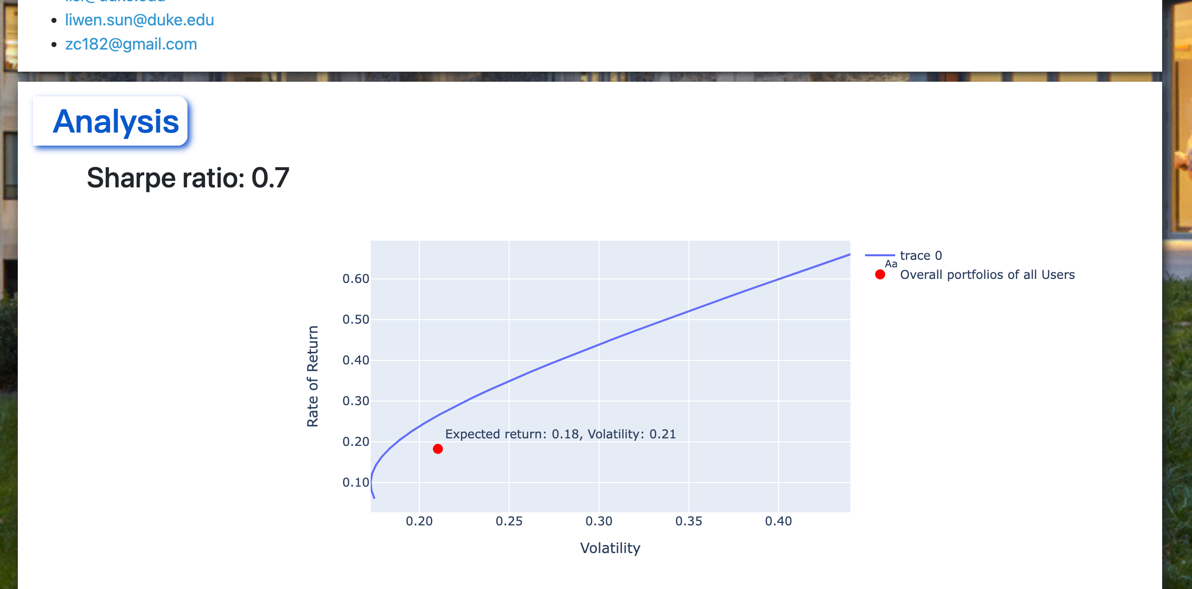 liwen.sun@duke.edu
zc182@gmail.com
Analysis
Sharpe ratio: 0.7
trace 0
Aa
Overall portfolios of all Users
0.60
0.50
0.40
0.30
0.20
0.10
Rate of Return
Expected return: 0.18, Volatility: 0.21
0.20 0.25 0.30 0.35 0.40
Volatility